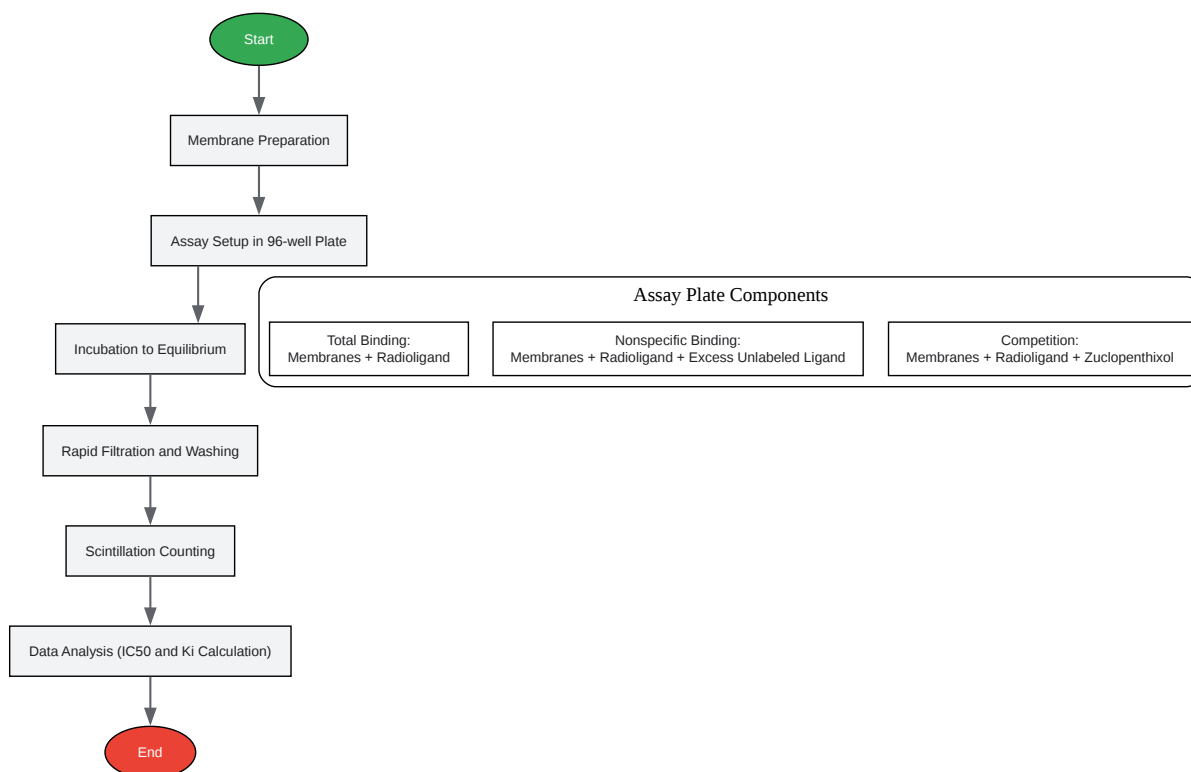 Start
Membrane Preparation
Assay Setup in 96-well Plate
Assay Plate Components
Total Binding:
Membranes + Radioligand
Nonspecific Binding:
Membranes + Radioligand + Excess Unlabeled Ligand
Competition:
Membranes + Radioligand + Zuclopenthixol
Incubation to Equilibrium
Rapid Filtration and Washing
Scintillation Counting
Data Analysis (IC50 and Ki Calculation)
End